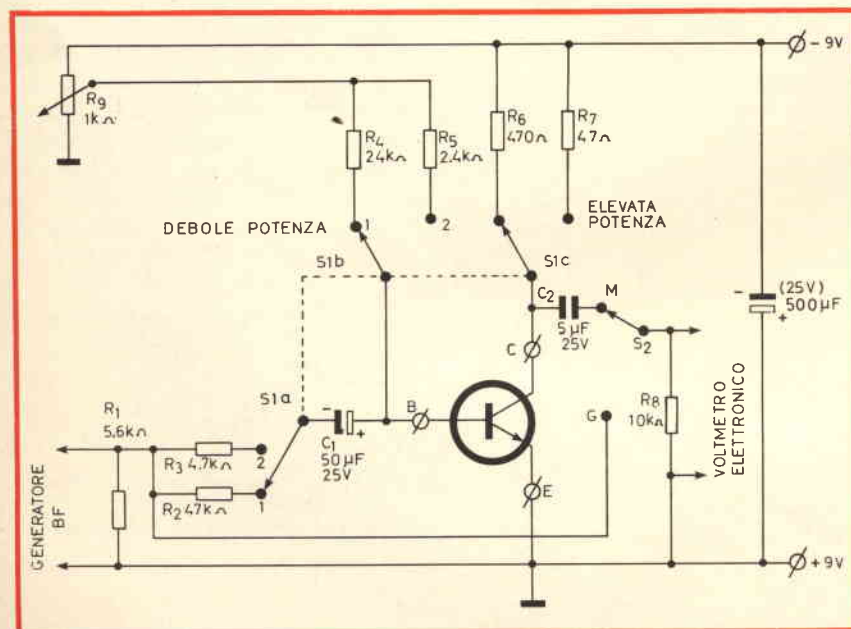 - 9V
R9
1kΩ
R4
24kΩ
R5
2.4kΩ
R6
470Ω
R7
47Ω
DEBOLE POTENZA
1
2
ELEVATA
POTENZA
S1b
S1c
C2
5µF
25V
M
S2
-
(25V)
500µF
+
C
S1a
-
+
C1
50µF
25V
B
G
R8
10kΩ
VOLTMETRO
ELETTRONICO
R1
5,6kΩ
R3 4.7kΩ
2
R2 47kΩ
1
E
GENERATORE
BF
+ 9V